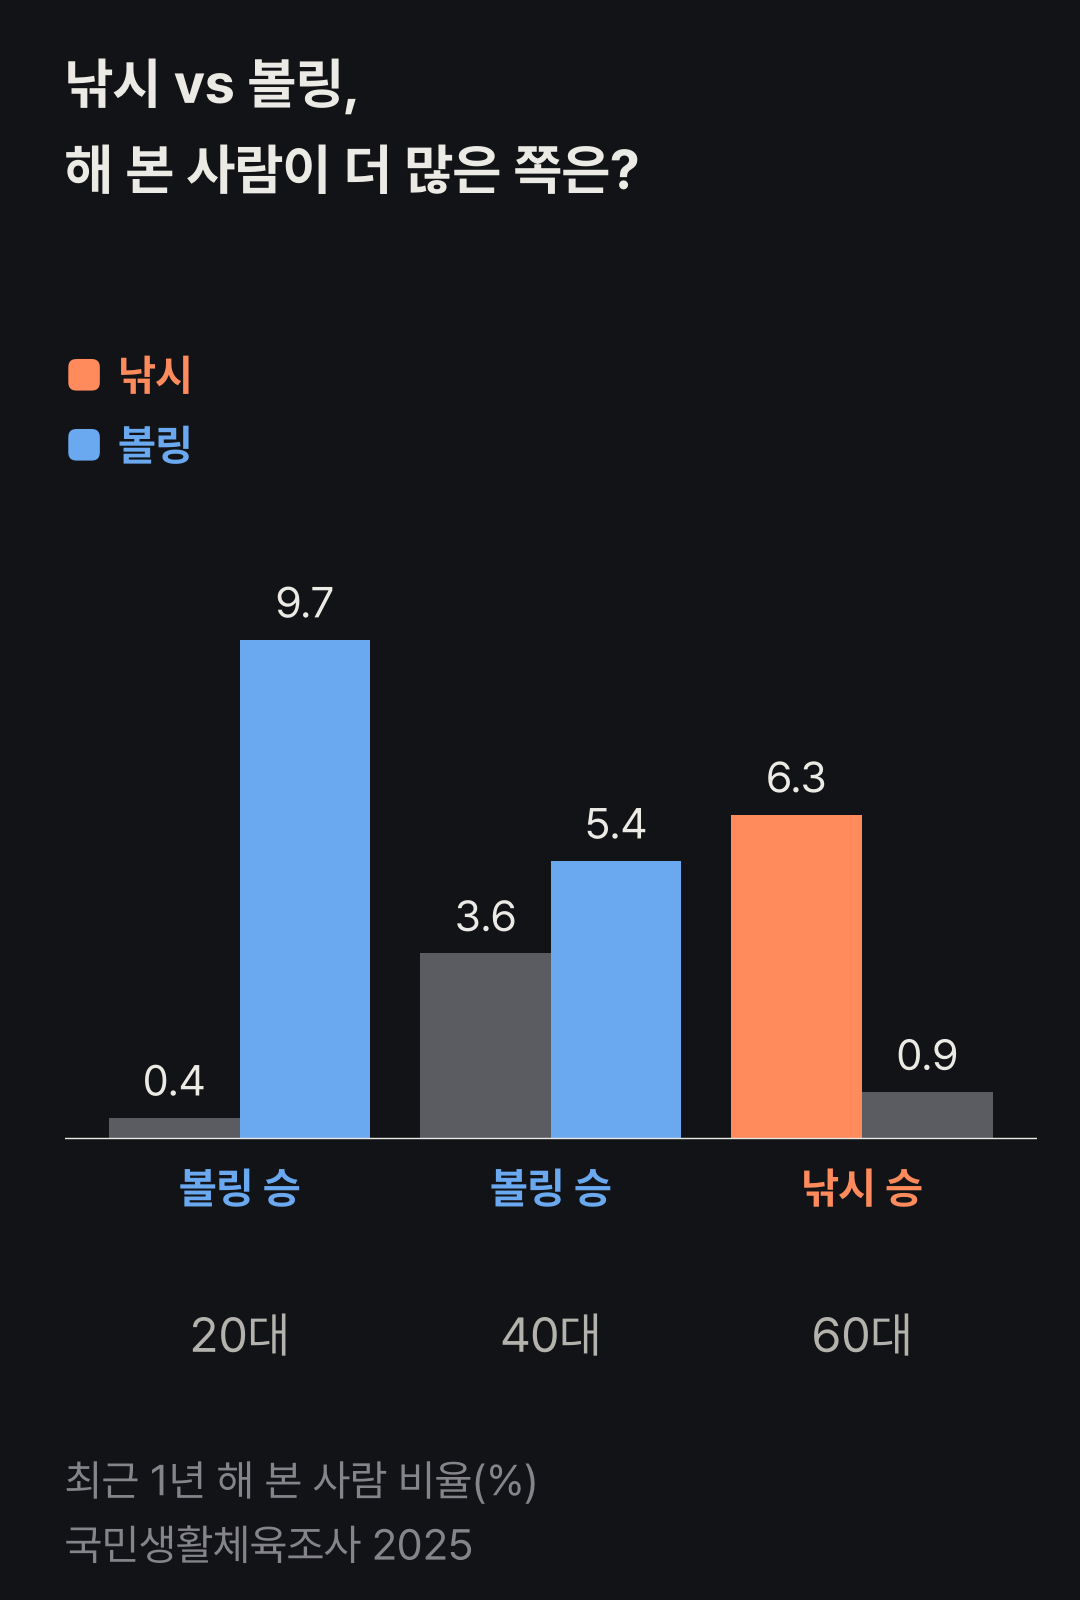 낚시 vs 볼링,
해 본 사람이 더 많은 쪽은?
낚시
볼링
9.7
6.3
5.4
3.6
0.4
0.9
볼링 승
볼링 승
낚시 승
20대
40대
60대
최근 1년 해 본 사람 비율(%)
국민생활체육조사 2025